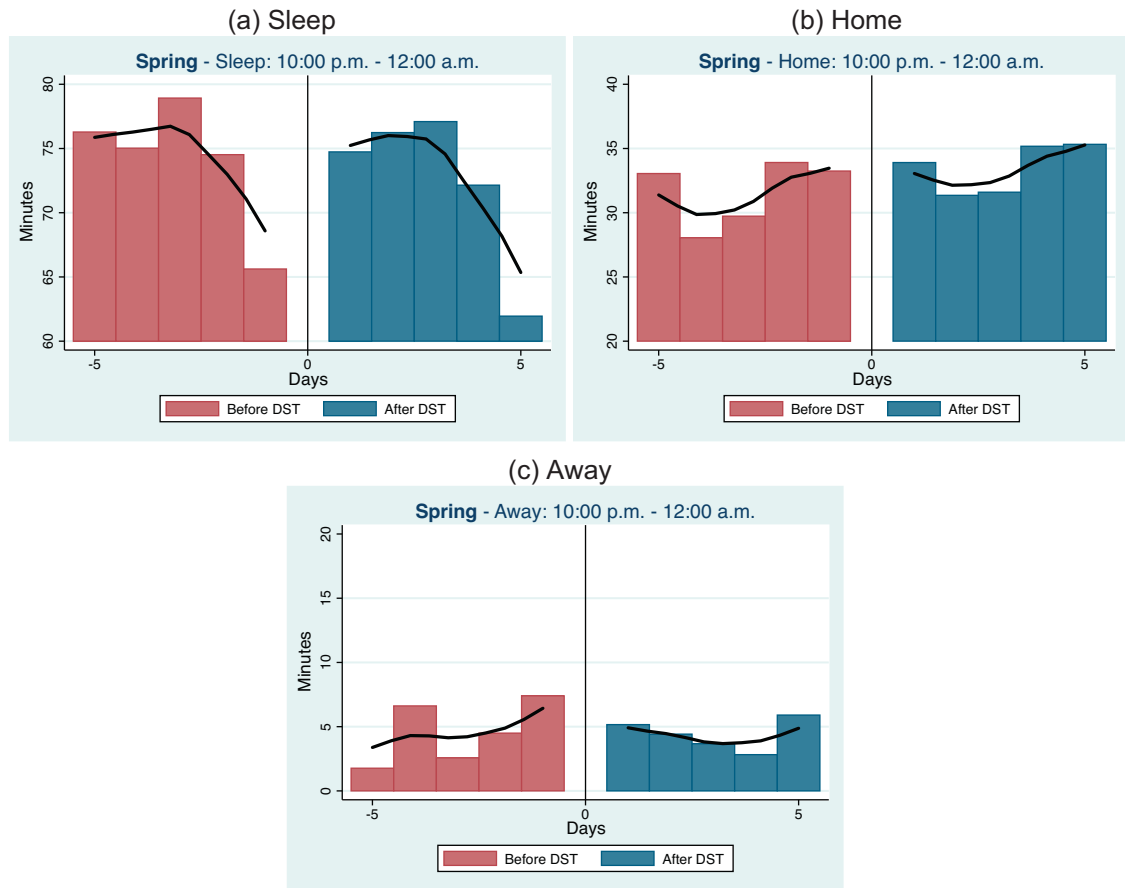 (a) Sleep
Spring - Sleep: 10:00 p.m. - 12:00 a.m.
80
75
70
65
60
Minutes
-5 0 5
Days
Before DST After DST
(b) Home
Spring - Home: 10:00 p.m. - 12:00 a.m.
40
35
30
25
20
Minutes
-5 0 5
Days
Before DST After DST
(c) Away
Spring - Away: 10:00 p.m. - 12:00 a.m.
20
15
10
5
0
Minutes
-5 0 5
Days
Before DST After DST